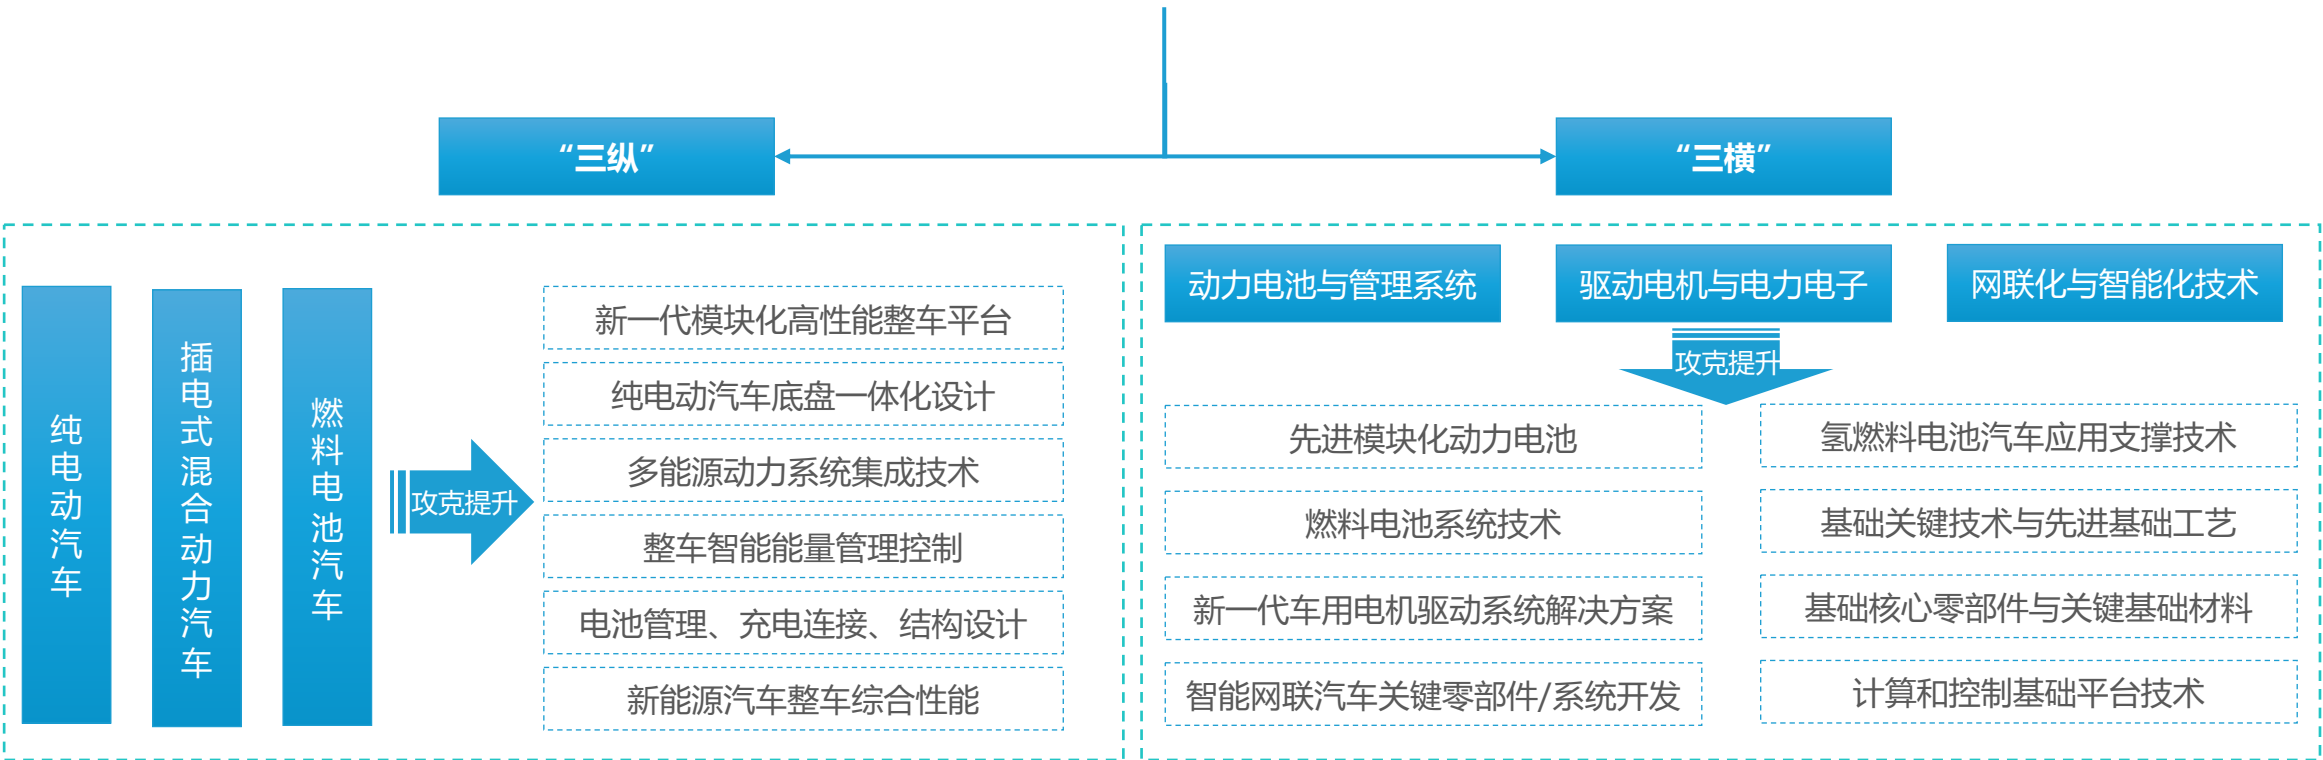 “三纵”
“三横”
纯电动汽车
插电式混合动力汽车
燃料电池汽车
攻克提升
新一代模块化高性能整车平台
纯电动汽车底盘一体化设计
多能源动力系统集成技术
整车智能能量管理控制
电池管理、充电连接、结构设计
新能源汽车整车综合性能
动力电池与管理系统
驱动电机与电力电子
网联化与智能化技术
攻克提升
先进模块化动力电池
燃料电池系统技术
新一代车用电机驱动系统解决方案
智能网联汽车关键零部件/系统开发
氢燃料电池汽车应用支撑技术
基础关键技术与先进基础工艺
基础核心零部件与关键基础材料
计算和控制基础平台技术